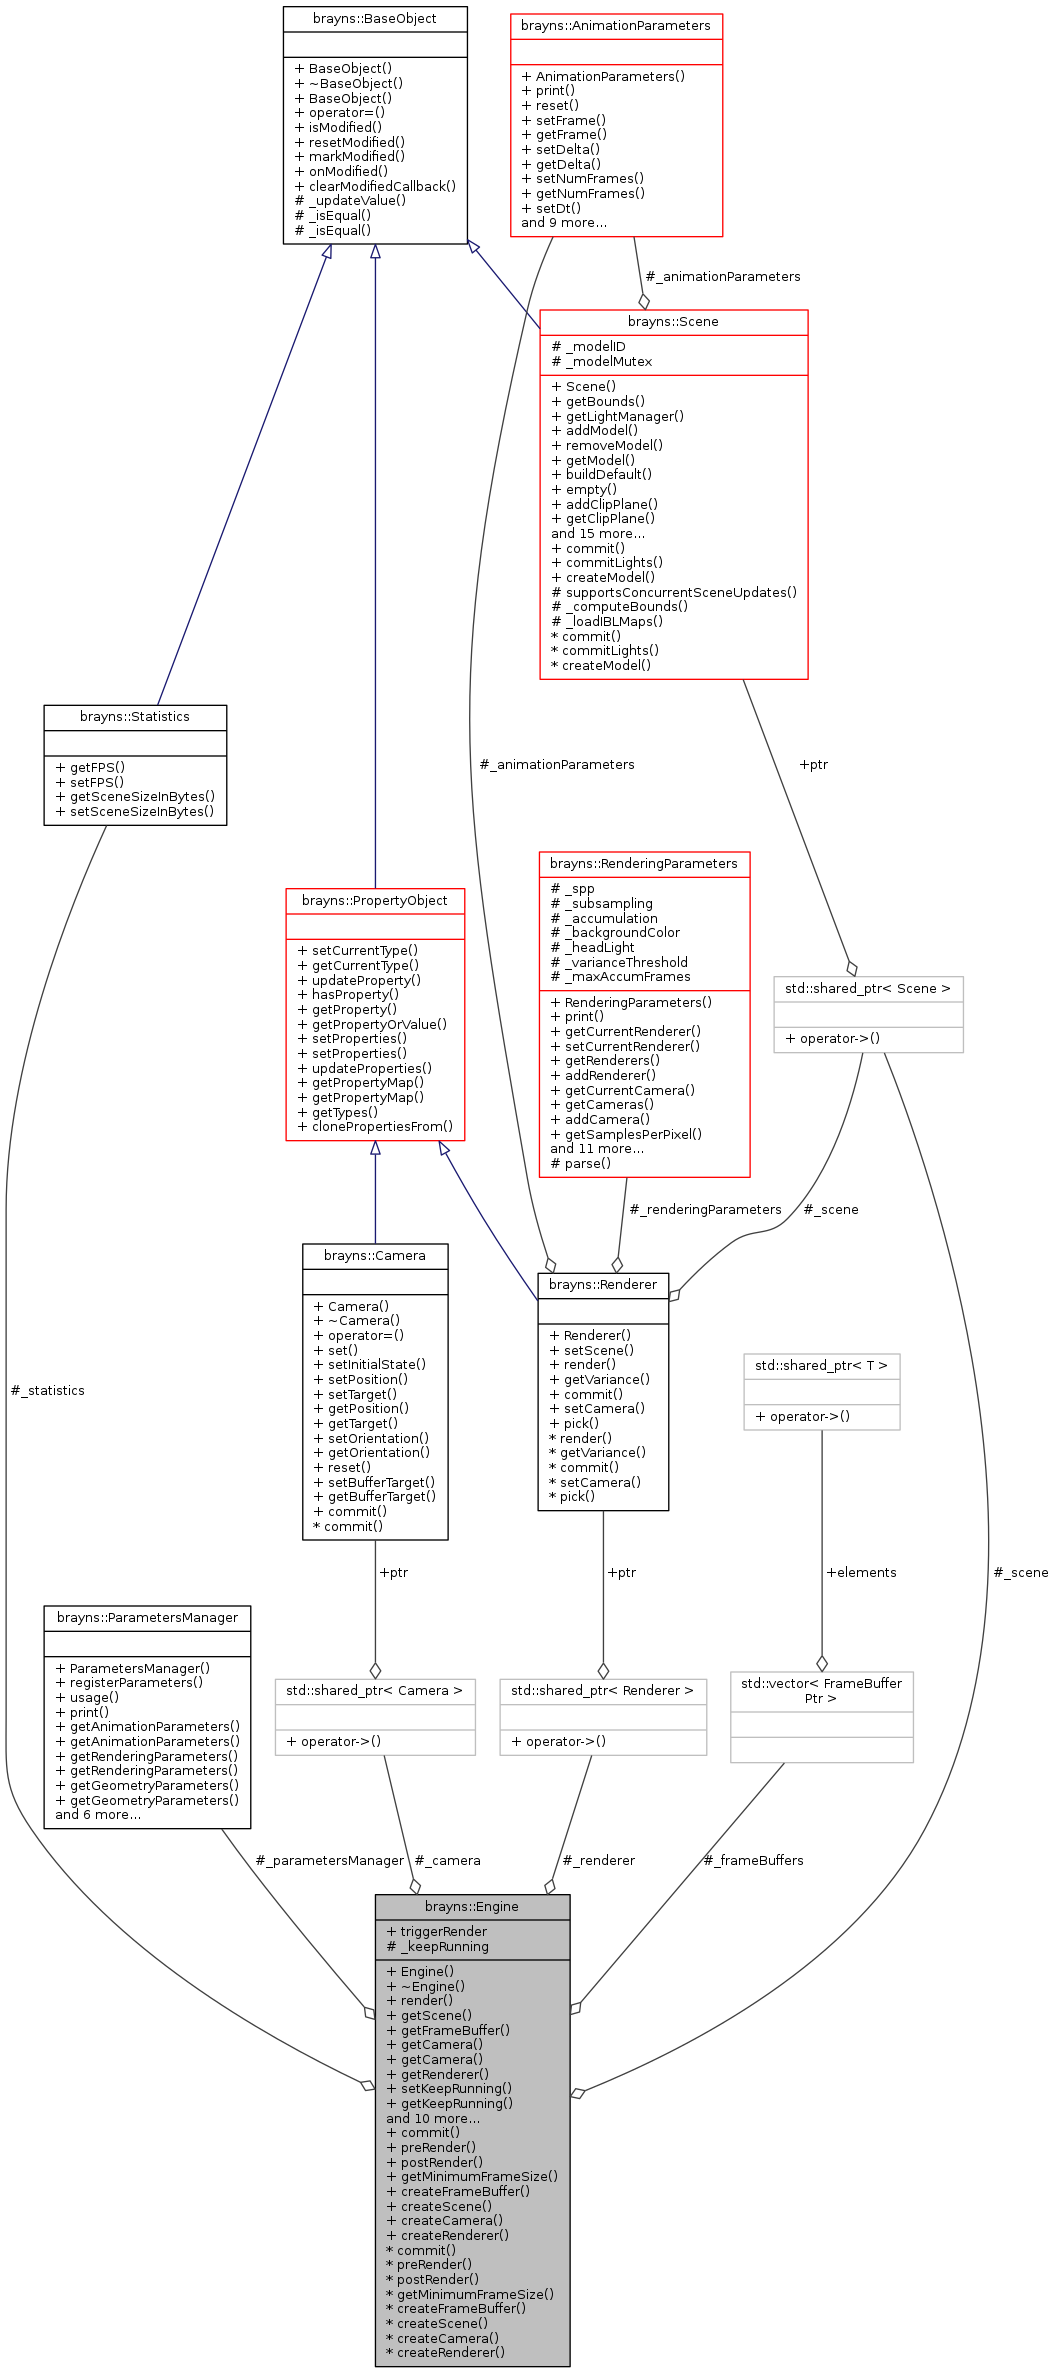 brayns::BaseObject
+ BaseObject()
+ ~BaseObject()
+ BaseObject()
+ operator=()
+ isModified()
+ resetModified()
+ markModified()
+ onModified()
+ clearModifiedCallback()
# _updateValue()
# _isEqual()
# _isEqual()
brayns::AnimationParameters
+ AnimationParameters()
+ print()
+ reset()
+ setFrame()
+ getFrame()
+ setDelta()
+ getDelta()
+ setNumFrames()
+ getNumFrames()
+ setDt()
and 9 more...
#_animationParameters
brayns::Scene
# _modelID
# _modelMutex
+ Scene()
+ getBounds()
+ getLightManager()
+ addModel()
+ removeModel()
+ getModel()
+ buildDefault()
+ empty()
+ addClipPlane()
+ getClipPlane()
and 15 more...
+ commit()
+ commitLights()
+ createModel()
# supportsConcurrentSceneUpdates()
# _computeBounds()
# _loadIBLMaps()
* commit()
* commitLights()
* createModel()
brayns::Statistics
+ getFPS()
+ setFPS()
+ getSceneSizeInBytes()
+ setSceneSizeInBytes()
#_animationParameters
+ptr
brayns::RenderingParameters
# _spp
# _subsampling
# _accumulation
# _backgroundColor
# _headLight
# _varianceThreshold
# _maxAccumFrames
+ RenderingParameters()
+ print()
+ getCurrentRenderer()
+ setCurrentRenderer()
+ getRenderers()
+ addRenderer()
+ getCurrentCamera()
+ getCameras()
+ addCamera()
+ getSamplesPerPixel()
and 11 more...
# parse()
brayns::PropertyObject
+ setCurrentType()
+ getCurrentType()
+ updateProperty()
+ hasProperty()
+ getProperty()
+ getPropertyOrValue()
+ setProperties()
+ setProperties()
+ updateProperties()
+ getPropertyMap()
+ getPropertyMap()
+ getTypes()
+ clonePropertiesFrom()
std::shared_ptr< Scene >
+ operator->()
#_renderingParameters
#_scene
brayns::Camera
+ Camera()
+ ~Camera()
+ operator=()
+ set()
+ setInitialState()
+ setPosition()
+ setTarget()
+ getPosition()
+ getTarget()
+ setOrientation()
+ getOrientation()
+ reset()
+ setBufferTarget()
+ getBufferTarget()
+ commit()
* commit()
brayns::Renderer
+ Renderer()
+ setScene()
+ render()
+ getVariance()
+ commit()
+ setCamera()
+ pick()
* render()
* getVariance()
* commit()
* setCamera()
* pick()
std::shared_ptr< T >
+ operator->()
#_statistics
+ptr
+ptr
+elements
#_scene
brayns::ParametersManager
+ ParametersManager()
+ registerParameters()
+ usage()
+ print()
+ getAnimationParameters()
+ getAnimationParameters()
+ getRenderingParameters()
+ getRenderingParameters()
+ getGeometryParameters()
+ getGeometryParameters()
and 6 more...
std::shared_ptr< Camera >
+ operator->()
std::shared_ptr< Renderer >
+ operator->()
std::vector< FrameBuffer
Ptr >
#_parametersManager
#_camera
#_renderer
#_frameBuffers
brayns::Engine
+ triggerRender
# _keepRunning
+ Engine()
+ ~Engine()
+ render()
+ getScene()
+ getFrameBuffer()
+ getCamera()
+ getCamera()
+ getRenderer()
+ setKeepRunning()
+ getKeepRunning()
and 10 more...
+ commit()
+ preRender()
+ postRender()
+ getMinimumFrameSize()
+ createFrameBuffer()
+ createScene()
+ createCamera()
+ createRenderer()
* commit()
* preRender()
* postRender()
* getMinimumFrameSize()
* createFrameBuffer()
* createScene()
* createCamera()
* createRenderer()